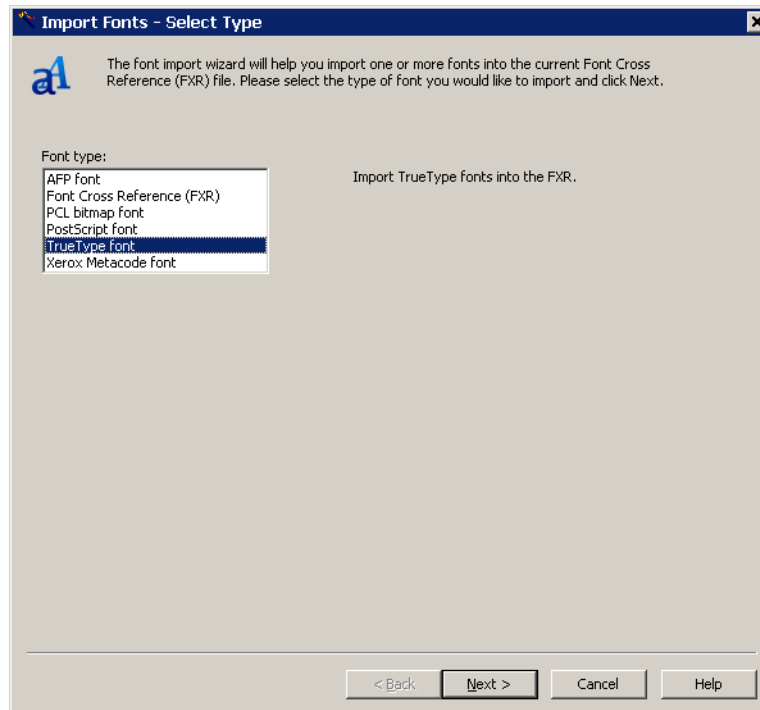 Import Fonts - Select Type
The font import wizard will help you import one or more fonts into the current Font Cross
Reference (FXR) file. Please select the type of font you would like to import and click Next.
Font type:
AFP font
Font Cross Reference (FXR)
PCL bitmap font
PostScript font
TrueType font
Xerox Metacode font
Import TrueType fonts into the FXR.
< Back
Next >
Cancel
Help